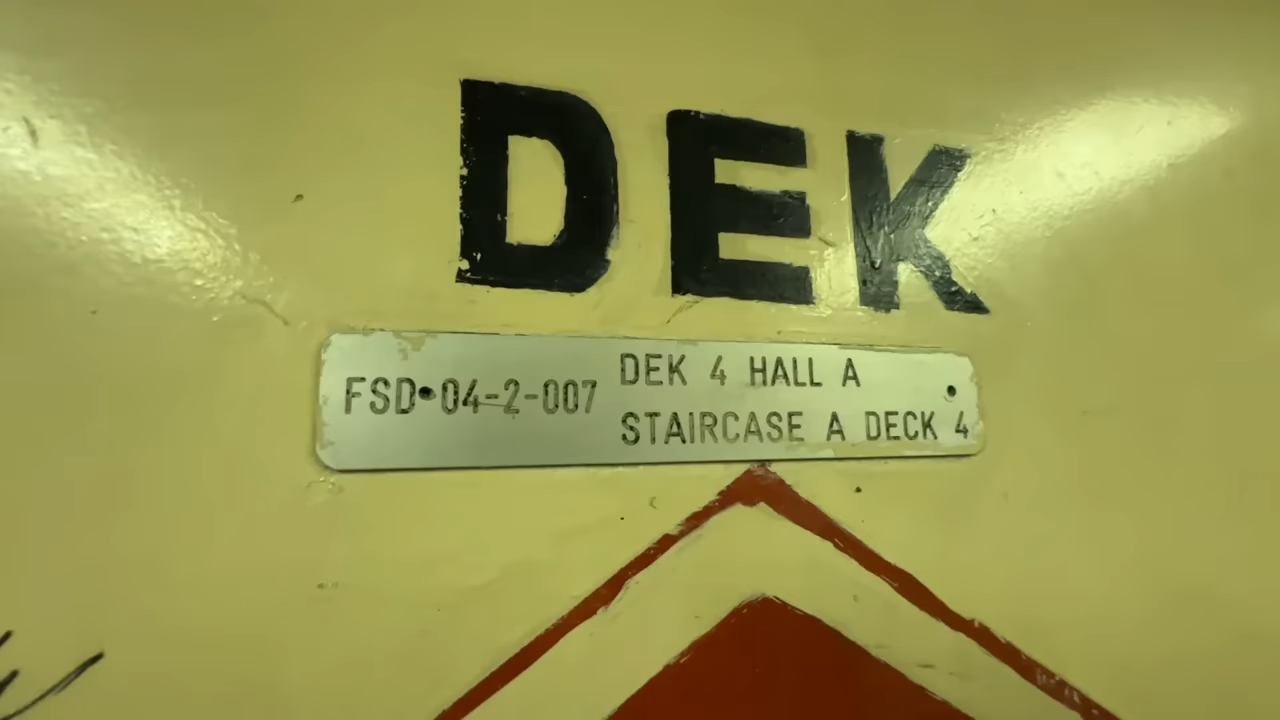 DEK
FSD 04-2-007
DEK 4 HALL A
STAIRCASE A DECK 4